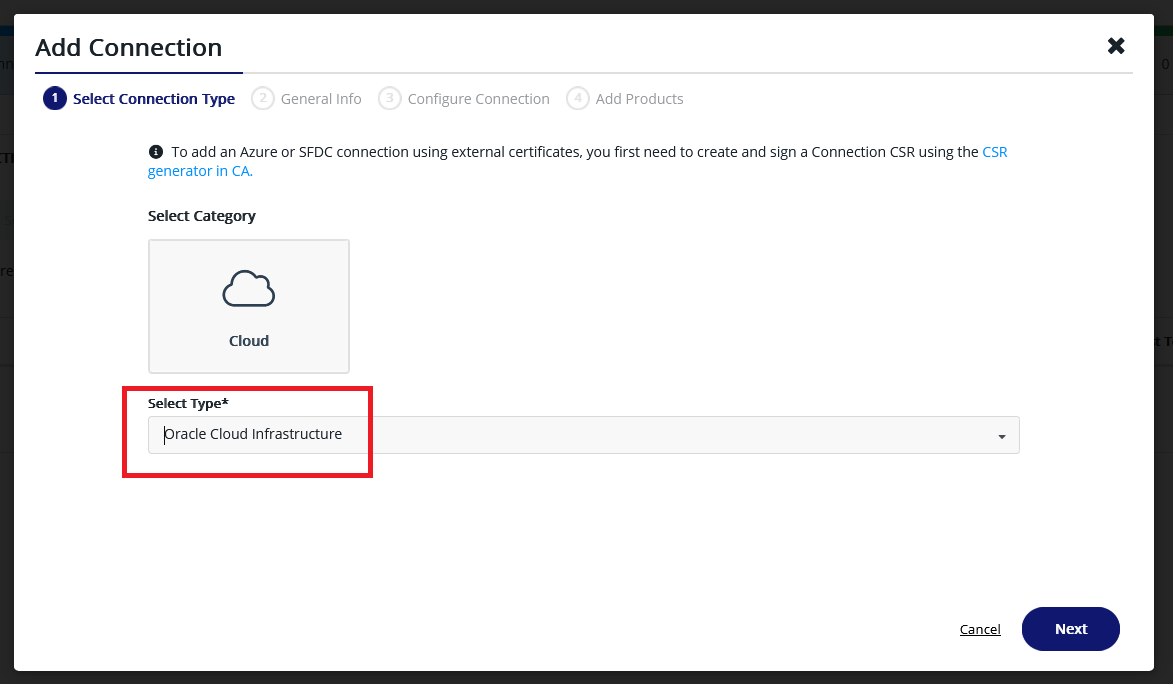 Add Connection
1 Select Connection Type 2 General Info 3 Configure Connection 4 Add Products
To add an Azure or SFDC connection using external certificates, you first need to create and sign a Connection CSR using the CSR
generator in CA.
Select Category
Cloud
Select Type*
Oracle Cloud Infrastructure
Cancel Next